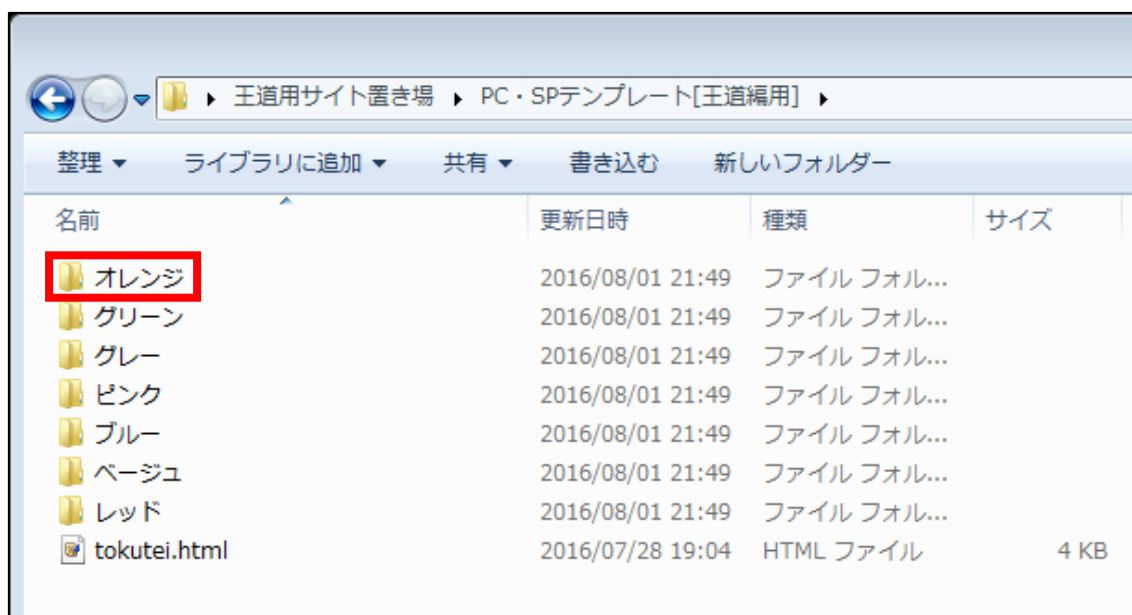 王道用サイト置き場 PC・SPテンプレート[王道編用]
整理 ライブラリに追加 共有 書き込む 新しいフォルダー
名前 更新日時 種類 サイズ
オレンジ 2016/08/01 21:49 ファイル フォル...
グリーン 2016/08/01 21:49 ファイル フォル...
グレー 2016/08/01 21:49 ファイル フォル...
ピンク 2016/08/01 21:49 ファイル フォル...
ブルー 2016/08/01 21:49 ファイル フォル...
ベージュ 2016/08/01 21:49 ファイル フォル...
レッド 2016/08/01 21:49 ファイル フォル...
tokutei.html 2016/07/28 19:04 HTML ファイル 4 KB